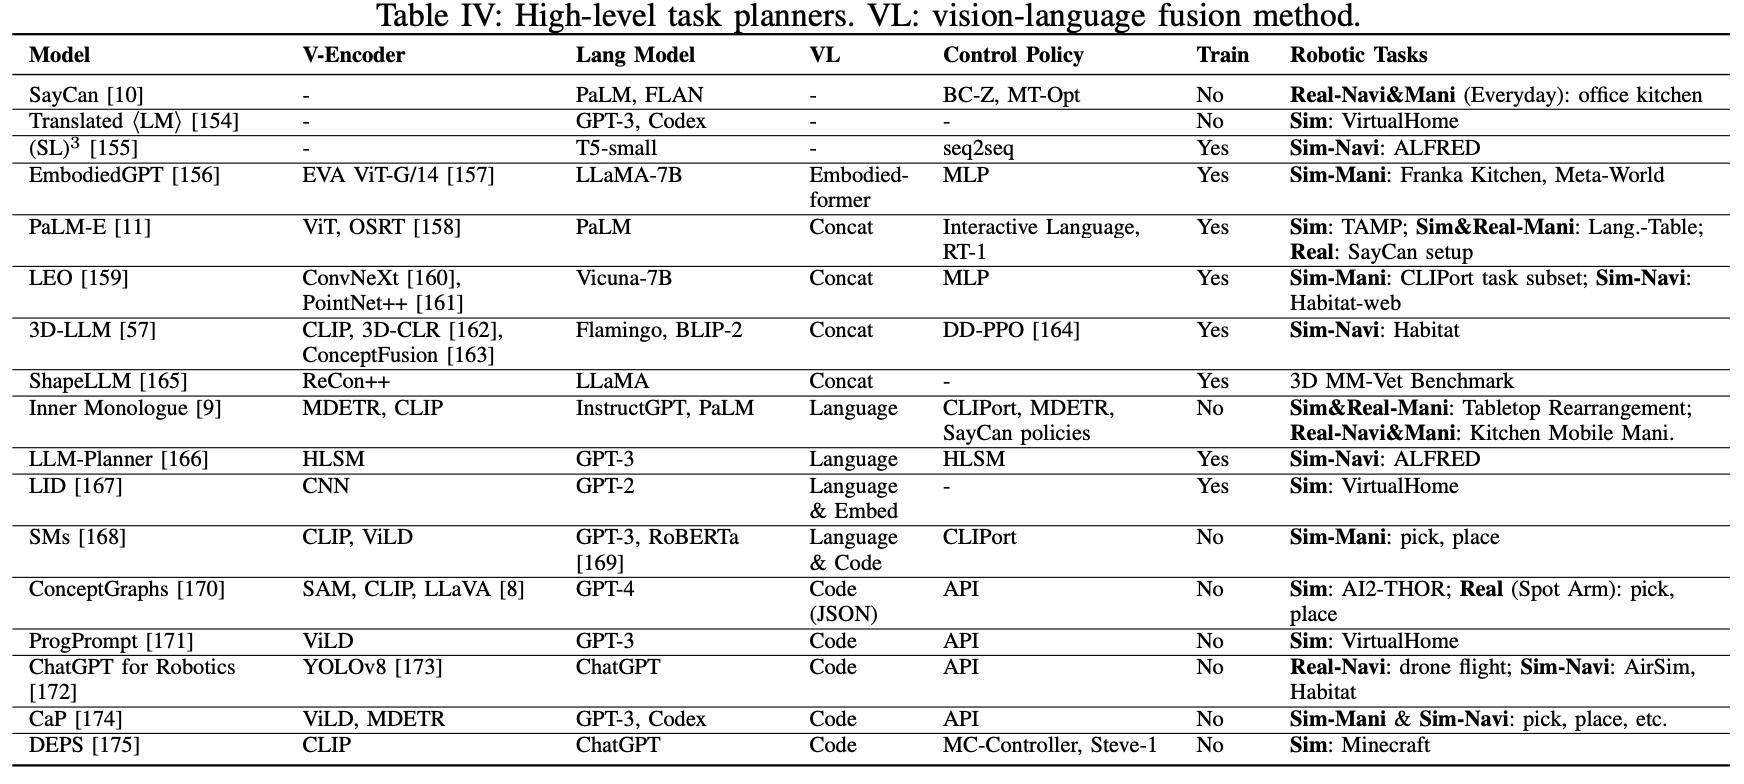 Table IV: High-level task planners. VL: vision-language fusion method.
Model V-Encoder Lang Model VL Control Policy Train Robotic Tasks
SayCan [10] - PaLM, FLAN - BC-Z, MT-Opt No Real-Navi&Mani (Everyday): office kitchen
Translated ⟨LM⟩ [154] - GPT-3, Codex - - No Sim: VirtualHome
(SL)³ [155] - T5-small - seq2seq Yes Sim-Navi: ALFRED
EmbodiedGPT [156] EVA ViT-G/14 [157] LLaMA-7B Embodied- MLP Yes Sim-Mani: Franka Kitchen, Meta-World
former
PaLM-E [11] ViT, OSRT [158] PaLM Concat Interactive Language, Yes Sim: TAMP; Sim&Real-Mani: Lang.-Table;
RT-1 Real: SayCan setup
LEO [159] ConvNeXt [160], Vicuna-7B Concat MLP Yes Sim-Mani: CLIPort task subset; Sim-Navi:
PointNet++ [161] Habitat-web
3D-LLM [57] CLIP, 3D-CLR [162], Flamingo, BLIP-2 Concat DD-PPO [164] Yes Sim-Navi: Habitat
ConceptFusion [163]
ShapeLLM [165] ReCon++ LLaMA Concat - Yes 3D MM-Vet Benchmark
Inner Monologue [9] MDETR, CLIP InstructGPT, PaLM Language CLIPort, MDETR, No Sim&Real-Mani: Tabletop Rearrangement;
SayCan policies Real-Navi&Mani: Kitchen Mobile Mani.
LLM-Planner [166] HLSM GPT-3 Language HLSM Yes Sim-Navi: ALFRED
LID [167] CNN GPT-2 Language - Yes Sim: VirtualHome
& Embed
SMs [168] CLIP, ViLD GPT-3, RoBERTa Language CLIPort No Sim-Mani: pick, place
[169] & Code
ConceptGraphs [170] SAM, CLIP, LLaVA [8] GPT-4 Code API No Sim: AI2-THOR; Real (Spot Arm): pick,
(JSON) place
ProgPrompt [171] ViLD GPT-3 Code API No Sim: VirtualHome
ChatGPT for Robotics YOLOv8 [173] ChatGPT Code API No Real-Navi: drone flight; Sim-Navi: AirSim,
[172] Habitat
CaP [174] ViLD, MDETR GPT-3, Codex Code API No Sim-Mani & Sim-Navi: pick, place, etc.
DEPS [175] CLIP ChatGPT Code MC-Controller, Steve-1 No Sim: Minecraft